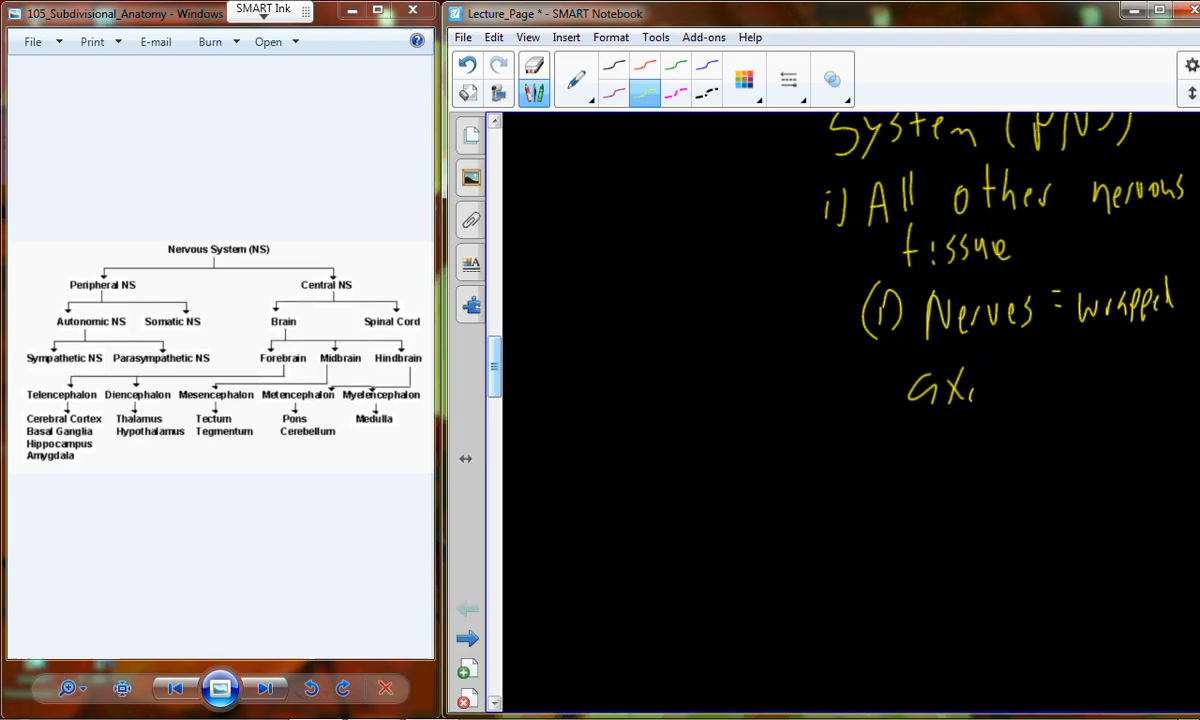 105_Subdivisional_Anatomy - Windows
SMART Ink
File Print E-mail Burn Open
Nervous System (NS)
Peripheral NS Central NS
Autonomic NS Somatic NS Brain Spinal Cord
Sympathetic NS Parasympathetic NS Forebrain Midbrain Hindbrain
Telencephalon Diencephalon Mesencephalon Metencephalon Myelencephalon
Cerebral Cortex Thalamus Tectum Pons Medulla
Basal Ganglia Hypothalamus Tegmentum Cerebellum
Hippocampus
Amygdala
Lecture_Page * - SMART Notebook
File Edit View Insert Format Tools Add-ons Help
System (PNS)
i) All other nervous
tissue
(1) Nerves = wrapped
axo